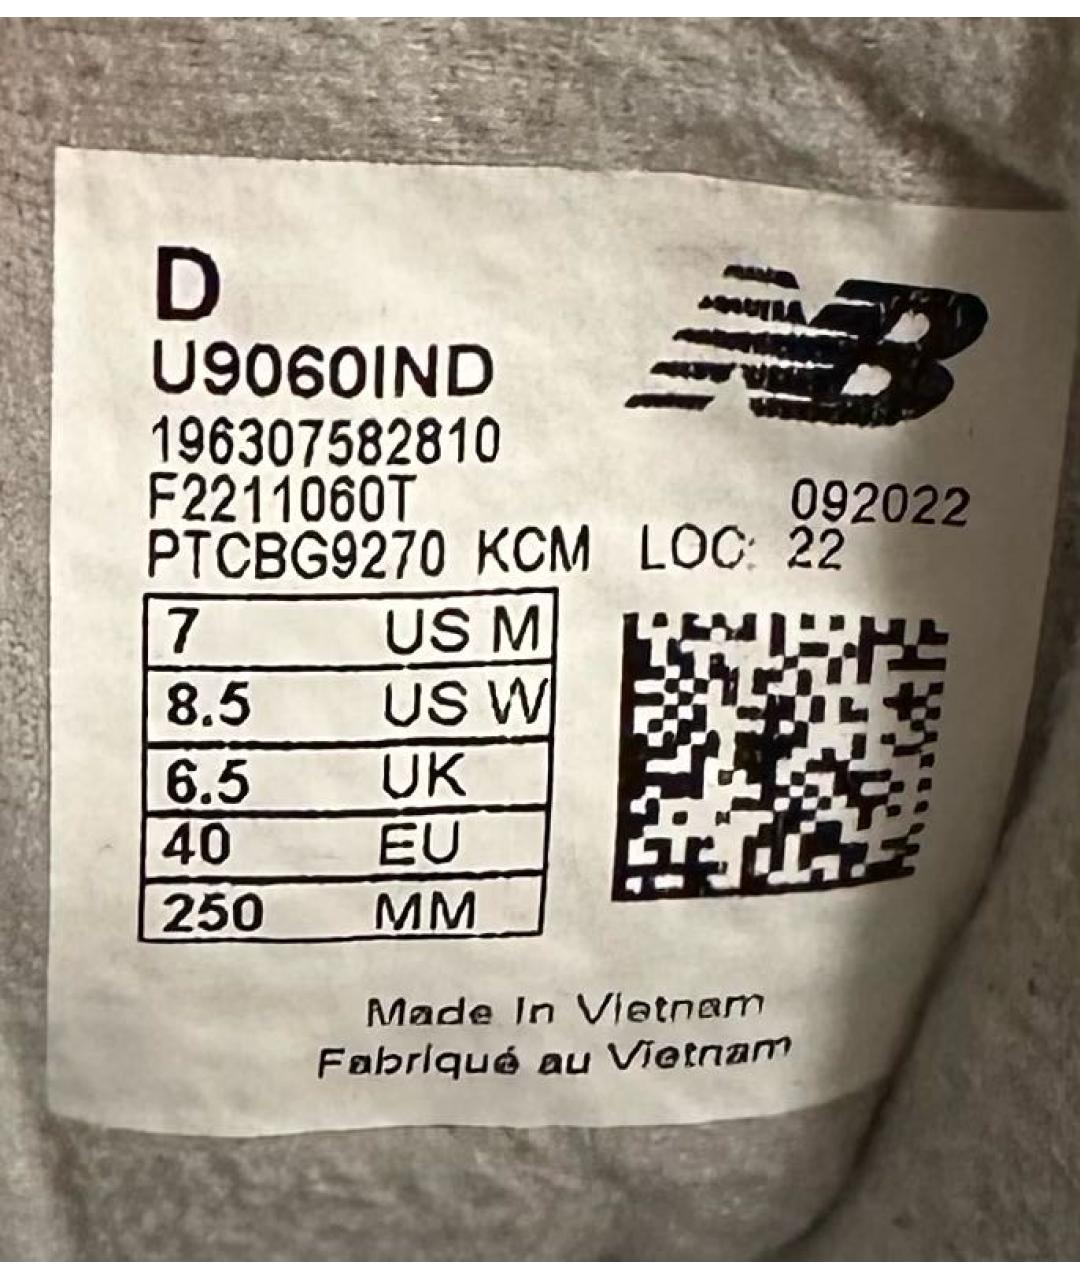 D
NB
U9060IND
196307582810
F2211060T 092022
PTCBG9270 KCM LOC: 22
7 US M
8.5 US W
6.5 UK
40 EU
250 MM
Made In Vietnam
Fabriqué au Vietnam